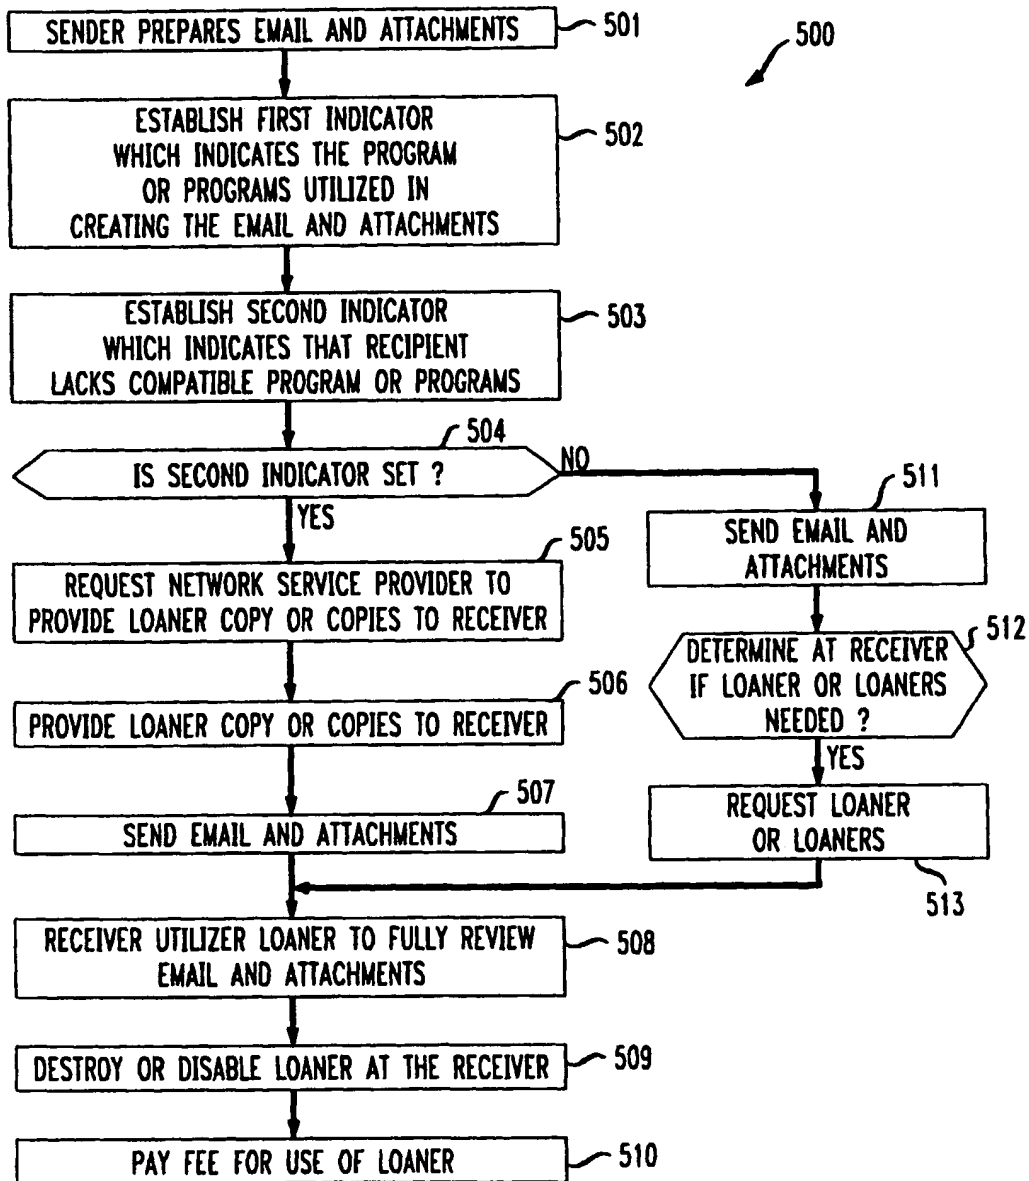 SENDER PREPARES EMAIL AND ATTACHMENTS
501
500
ESTABLISH FIRST INDICATOR
WHICH INDICATES THE PROGRAM
OR PROGRAMS UTILIZED IN
CREATING THE EMAIL AND ATTACHMENTS
502
ESTABLISH SECOND INDICATOR
WHICH INDICATES THAT RECIPIENT
LACKS COMPATIBLE PROGRAM OR PROGRAMS
503
504
IS SECOND INDICATOR SET ?
NO
YES
511
SEND EMAIL AND
ATTACHMENTS
505
REQUEST NETWORK SERVICE PROVIDER TO
PROVIDE LOANER COPY OR COPIES TO RECEIVER
512
DETERMINE AT RECEIVER
IF LOANER OR LOANERS
NEEDED ?
YES
506
PROVIDE LOANER COPY OR COPIES TO RECEIVER
507
SEND EMAIL AND ATTACHMENTS
REQUEST LOANER
OR LOANERS
513
RECEIVER UTILIZER LOANER TO FULLY REVIEW
EMAIL AND ATTACHMENTS
508
DESTROY OR DISABLE LOANER AT THE RECEIVER
509
PAY FEE FOR USE OF LOANER
510